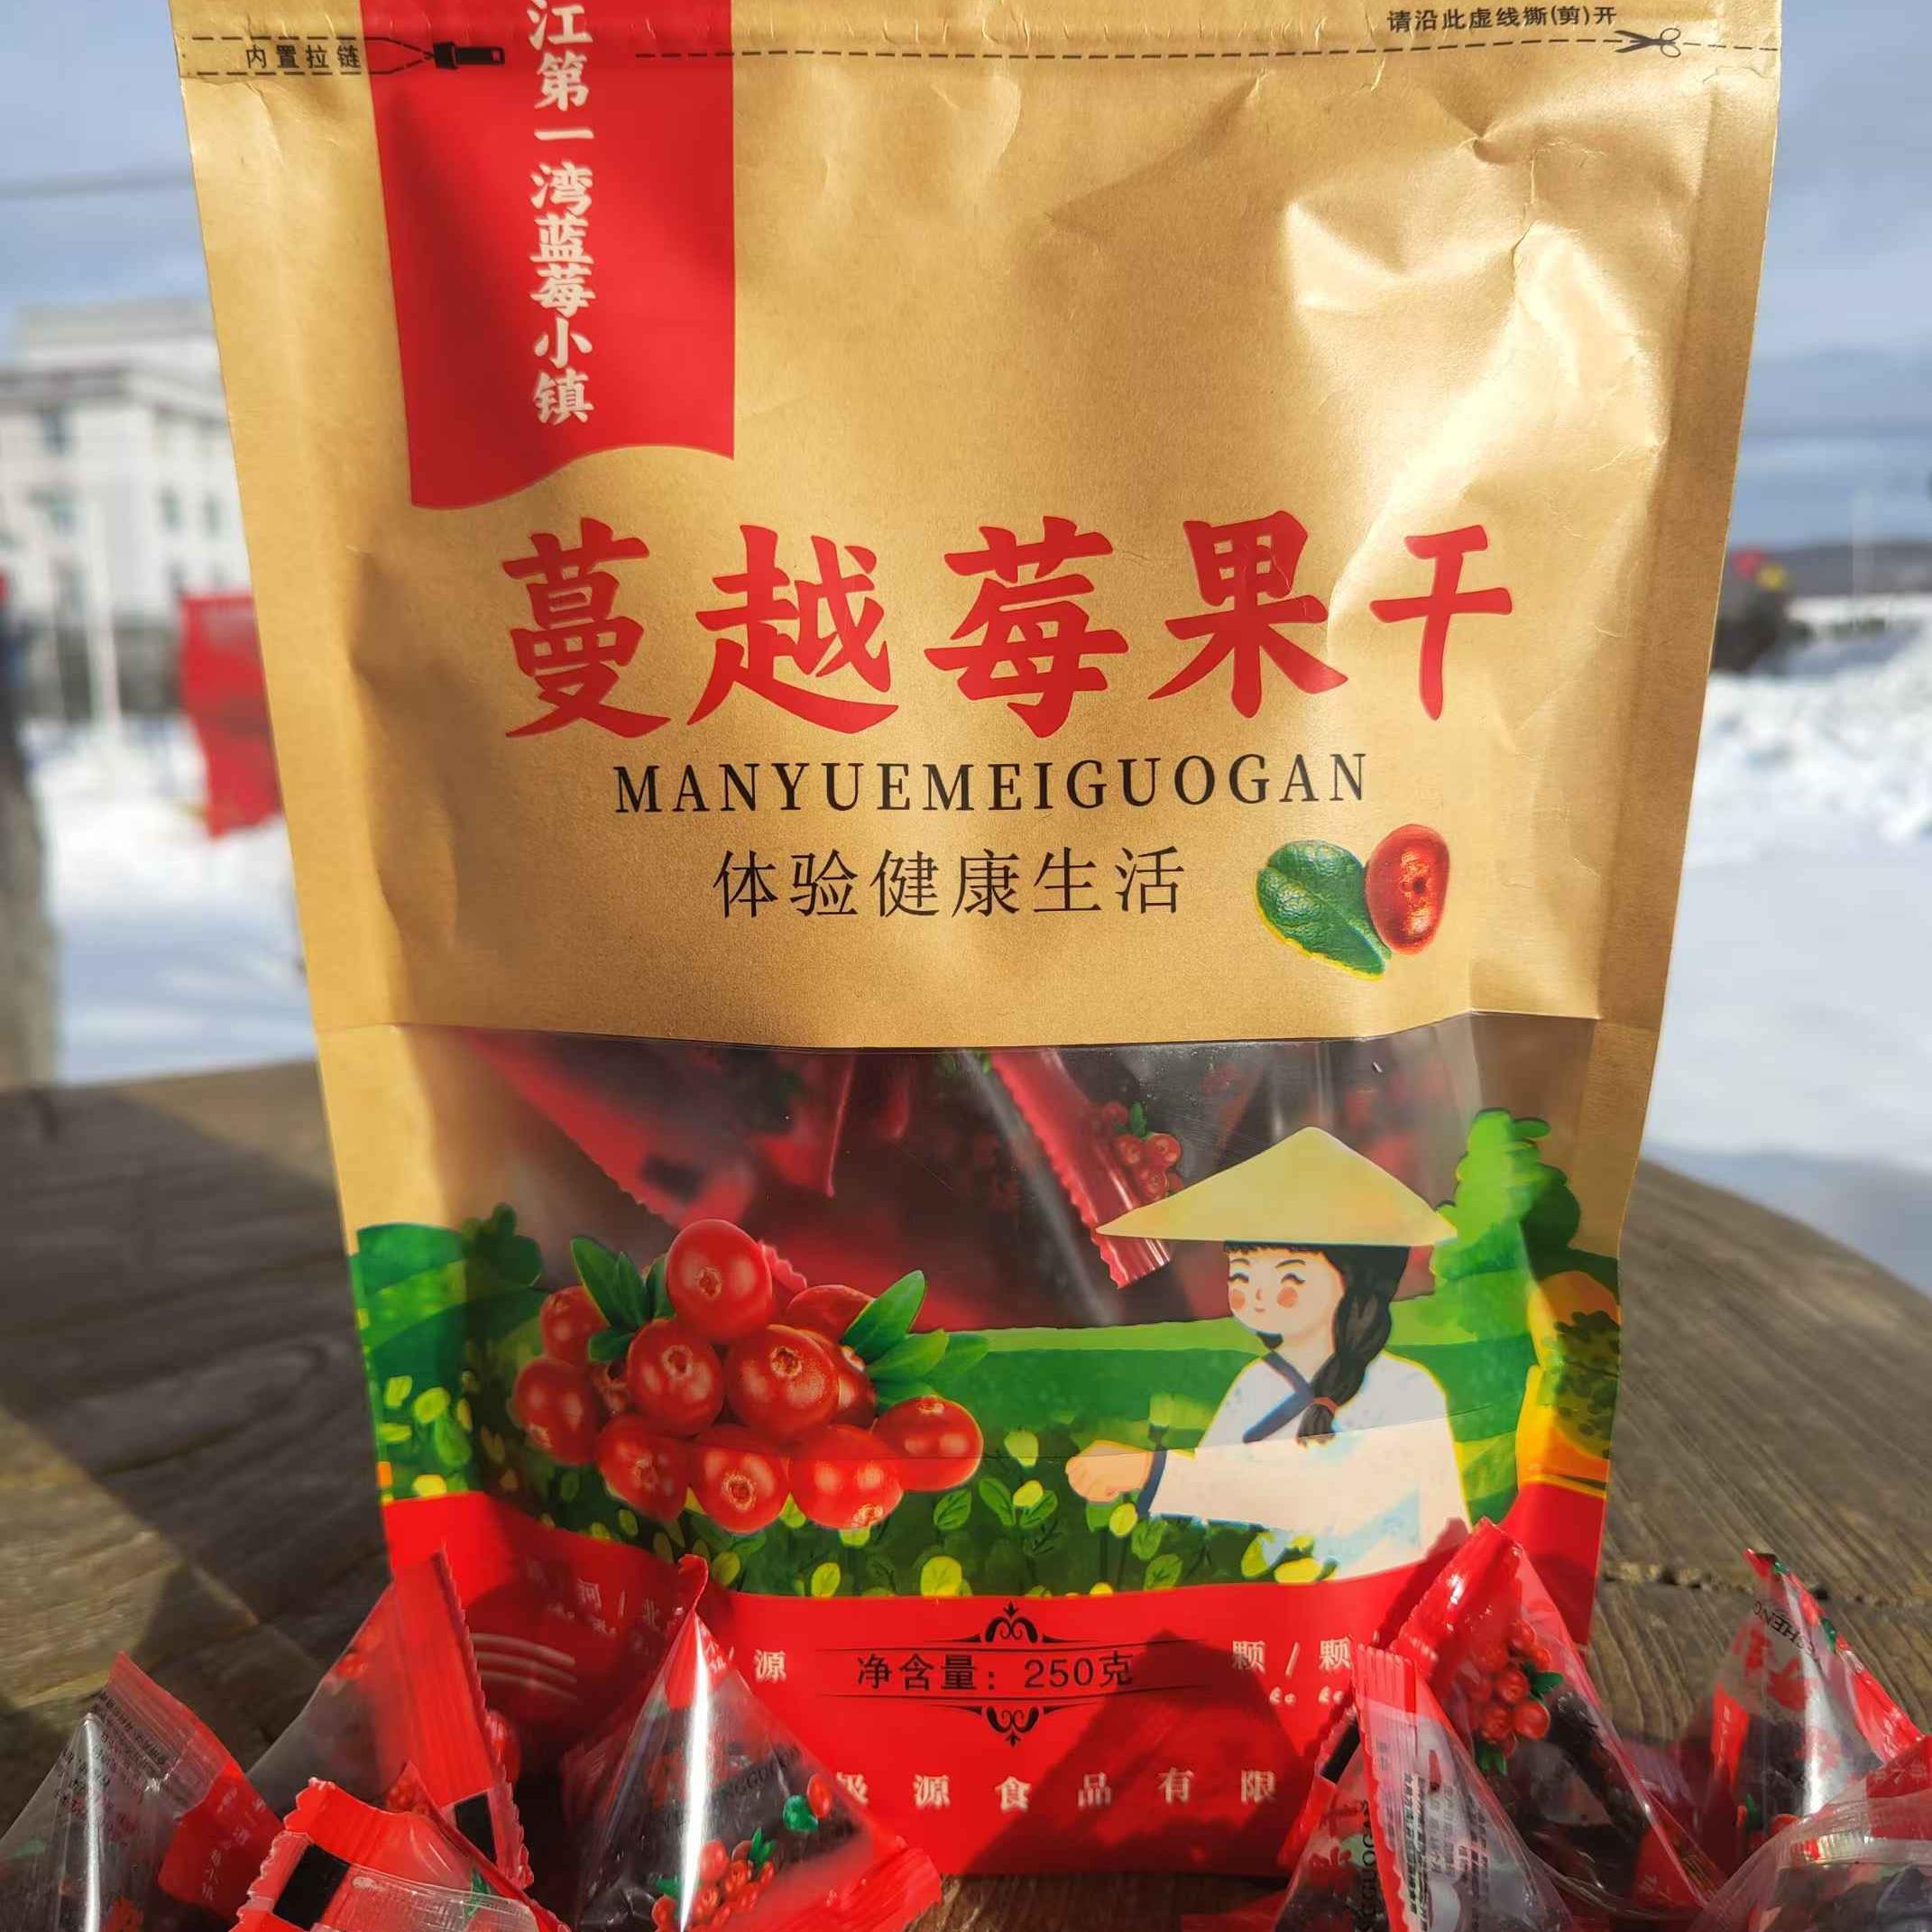 请沿此虚线撕(剪)开
内置拉链
江第一湾蓝莓小镇
蔓越莓果干
MANYUEMEIGUOGAN
体验健康生活
源
净含量：250克
颗/颗
极源食品有限